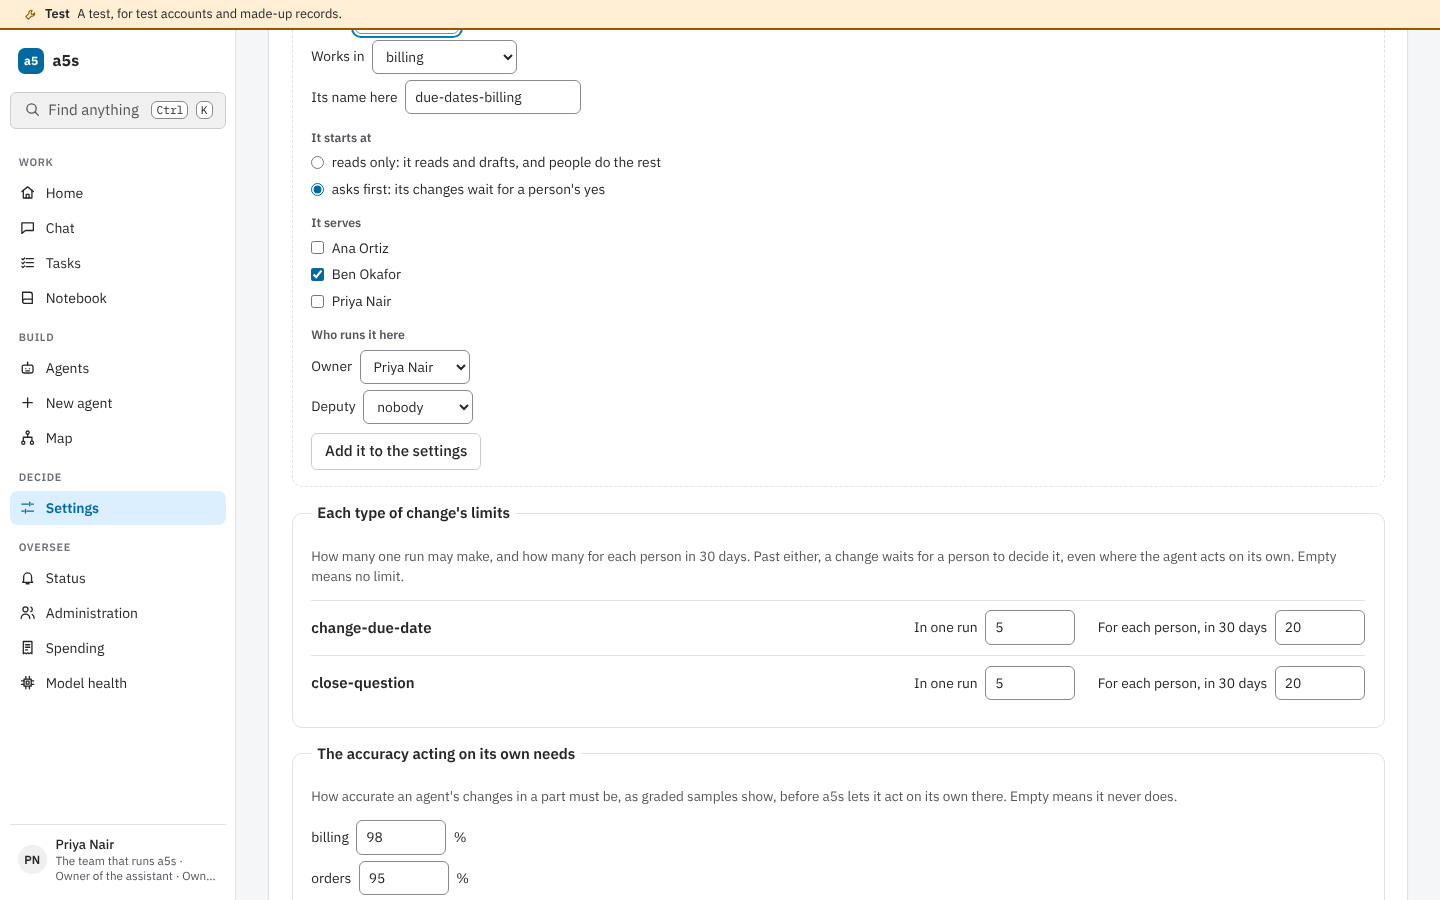 Test A test, for test accounts and made-up records.
a5 a5s
Find anything Ctrl K
WORK
Home
Chat
Tasks
Notebook
BUILD
Agents
New agent
Map
DECIDE
Settings
OVERSEE
Status
Administration
Spending
Model health
PN Priya Nair
The team that runs a5s ·
Owner of the assistant · Own...
Works in billing
Its name here due-dates-billing
It starts at
reads only: it reads and drafts, and people do the rest
asks first: its changes wait for a person's yes
It serves
Ana Ortiz
Ben Okafor
Priya Nair
Who runs it here
Owner Priya Nair
Deputy nobody
Add it to the settings
Each type of change's limits
How many one run may make, and how many for each person in 30 days. Past either, a change waits for a person to decide it, even where the agent acts on its own. Empty
means no limit.
change-due-date In one run 5 For each person, in 30 days 20
close-question In one run 5 For each person, in 30 days 20
The accuracy acting on its own needs
How accurate an agent's changes in a part must be, as graded samples show, before a5s lets it act on its own there. Empty means it never does.
billing 98 %
orders 95 %